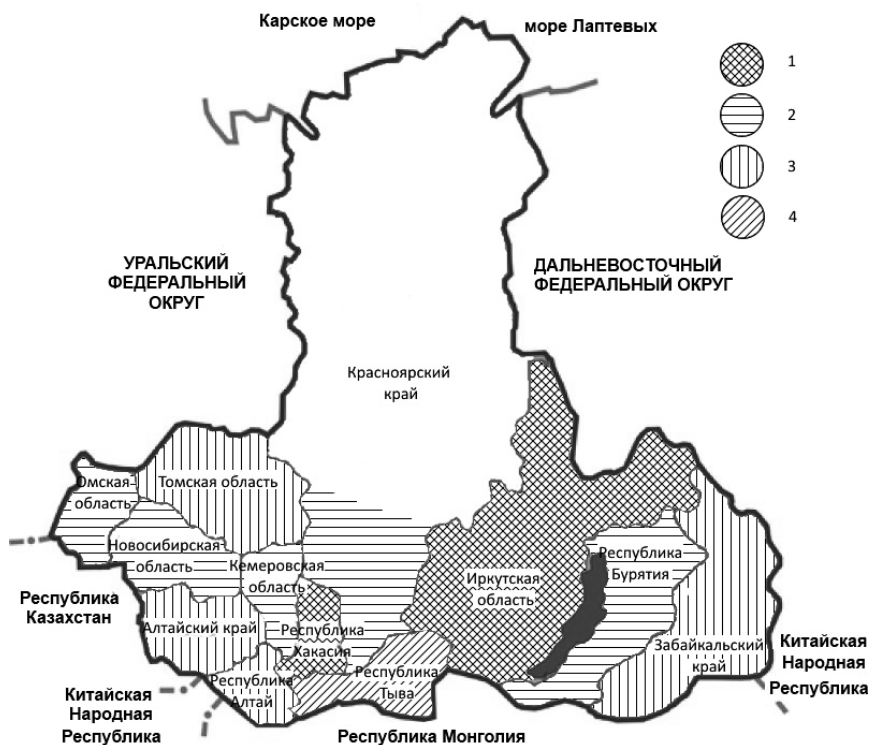 Карское море
море Лаптевых
1
2
3
4
УРАЛЬСКИЙ
ФЕДЕРАЛЬНЫЙ
ОКРУГ
ДАЛЬНЕВОСТОЧНЫЙ
ФЕДЕРАЛЬНЫЙ ОКРУГ
Красноярский
край
Омская
область
Томская область
Новосибирская
область
Кемеровская
область
Республика
Бурятия
Иркутская
область
Республика
Казахстан
Алтайский край
Республика
Хакасия
Забайкальский
край
Китайская
Народная
Республика
Республика
Алтай
Республика
Тыва
Китайская
Народная
Республика
Республика Монголия